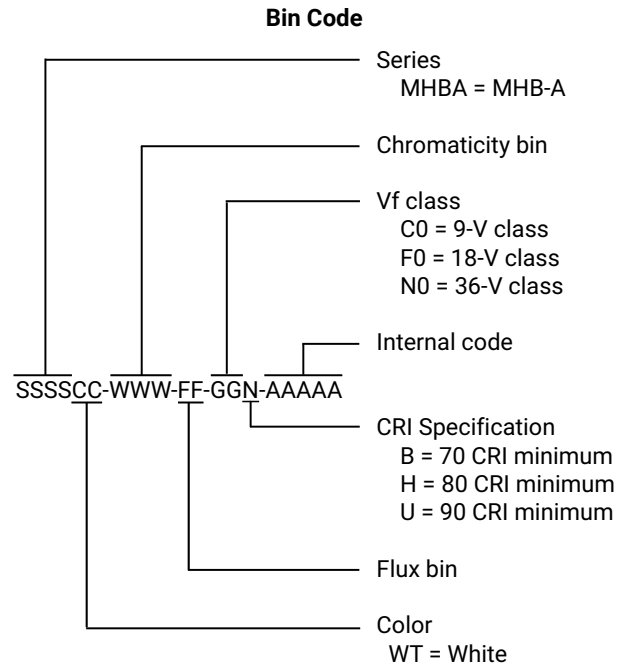 Bin Code
Series
MHBA = MHB-A
Chromaticity bin
Vf class
C0 = 9-V class
F0 = 18-V class
N0 = 36-V class
Internal code
SSSSCC-WWW-FF-GGN-AAAAA
CRI Specification
B = 70 CRI minimum
H = 80 CRI minimum
U = 90 CRI minimum
Flux bin
Color
WT = White